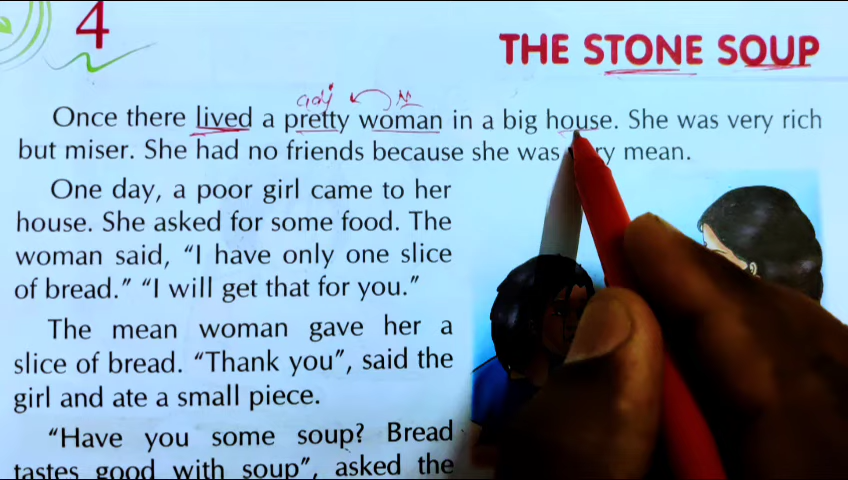 4
THE STONE SOUP
adj N
Once there lived a pretty woman in a big house. She was very rich
but miser. She had no friends because she was mean.
One day, a poor girl came to her
house. She asked for some food. The
woman said, “I have only one slice
of bread.” “I will get that for you.”
The mean woman gave her a
slice of bread. “Thank you”, said the
girl and ate a small piece.
“Have you some soup? Bread
tastes good with soup”, asked the